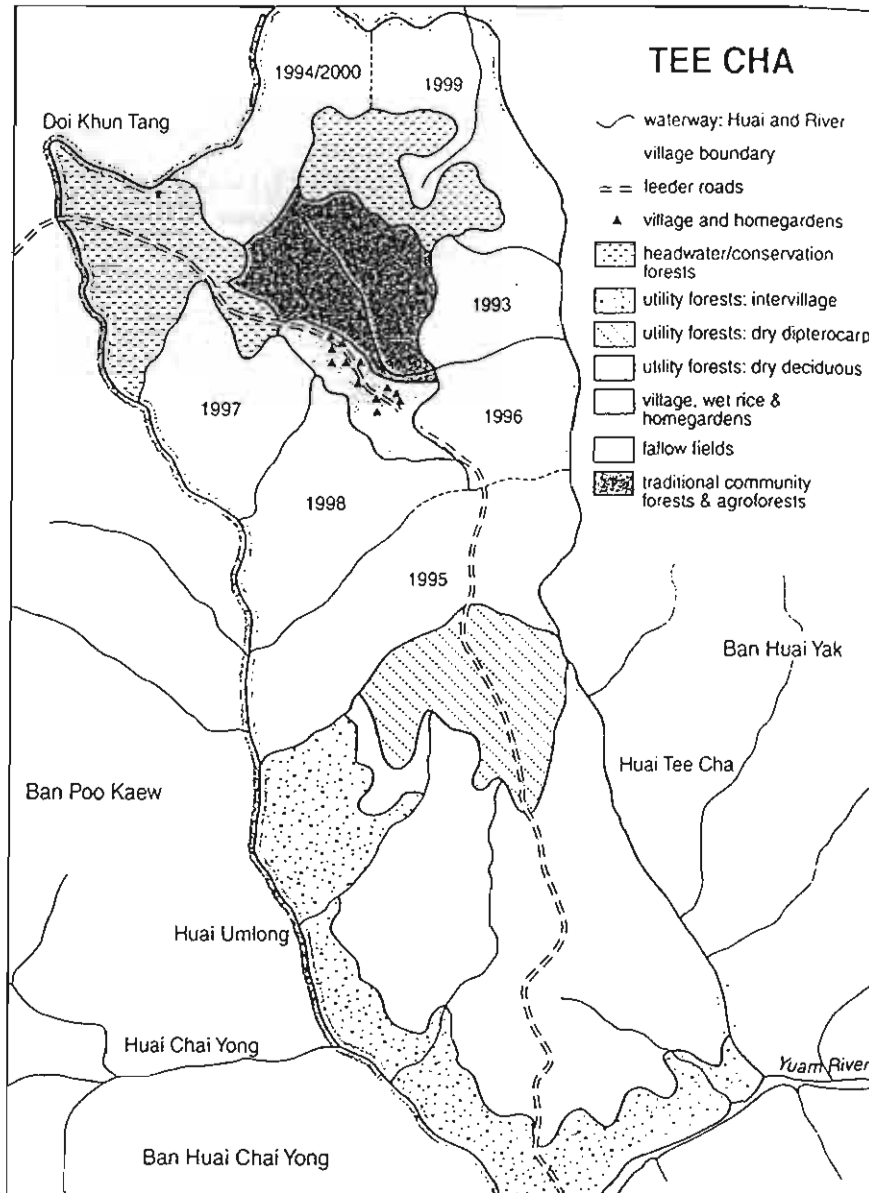 TEE CHA
waterway: Huai and River
village boundary
leeder roads
village and homegardens
headwater/conservation
forests
utility forests: intervillage
utility forests: dry dipterocarp
utility forests: dry deciduous
village, wet rice &
homegardens
fallow fields
traditional community
forests & agroforests
1994/2000
1999
Doi Khun Tang
1993
1997
1996
1998
1995
Ban Huai Yak
Huai Tee Cha
Ban Poo Kaew
Huai Umlong
Huai Chai Yong
Yuam River
Ban Huai Chai Yong